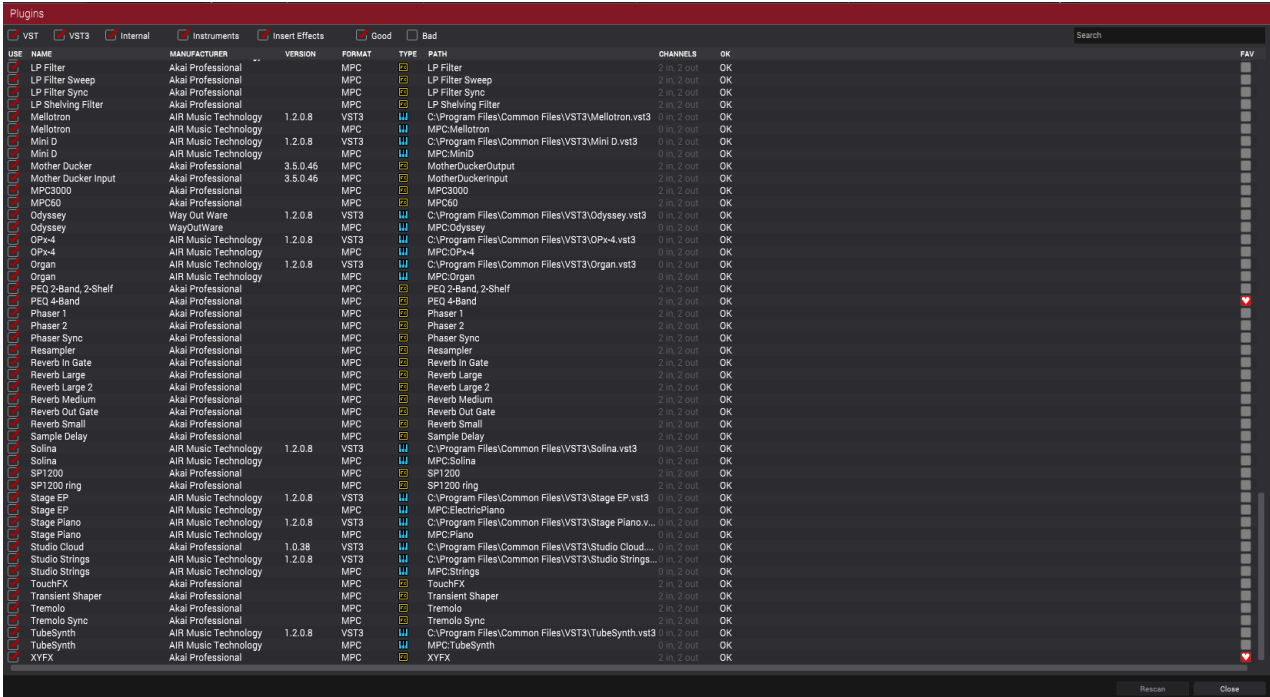 Plugins
VST VST3 Internal Instruments Insert Effects Good Bad Search
USE NAME MANUFACTURER VERSION FORMAT TYPE PATH CHANNELS OK FAV
LP Filter Akai Professional MPC FX LP Filter 2 in, 2 out OK
LP Filter Sweep Akai Professional MPC FX LP Filter Sweep 2 in, 2 out OK
LP Filter Sync Akai Professional MPC FX LP Filter Sync 2 in, 2 out OK
LP Shelving Filter Akai Professional MPC FX LP Shelving Filter 2 in, 2 out OK
Mellotron AIR Music Technology 1.2.0.8 VST3 C:\Program Files\Common Files\VST3\Mellotron.vst3 0 in, 2 out OK
Mellotron AIR Music Technology MPC MPC:Mellotron 0 in, 2 out OK
Mini D AIR Music Technology 1.2.0.8 VST3 C:\Program Files\Common Files\VST3\Mini D.vst3 0 in, 2 out OK
Mini D AIR Music Technology MPC MPC:MiniD 0 in, 2 out OK
Mother Ducker Akai Professional 3.5.0.46 MPC FX MotherDuckerOutput 2 in, 2 out OK
Mother Ducker Input Akai Professional 3.5.0.46 MPC FX MotherDuckerInput 2 in, 2 out OK
MPC3000 Akai Professional MPC FX MPC3000 2 in, 2 out OK
MPC60 Akai Professional MPC FX MPC60 2 in, 2 out OK
Odyssey Way Out Ware 1.2.0.8 VST3 C:\Program Files\Common Files\VST3\Odyssey.vst3 0 in, 2 out OK
Odyssey WayOutWare MPC MPC:Odyssey 0 in, 2 out OK
OPx-4 AIR Music Technology 1.2.0.8 VST3 C:\Program Files\Common Files\VST3\OPx-4.vst3 0 in, 2 out OK
OPx-4 AIR Music Technology MPC MPC:OPx-4 0 in, 2 out OK
Organ AIR Music Technology 1.2.0.8 VST3 C:\Program Files\Common Files\VST3\Organ.vst3 0 in, 2 out OK
Organ AIR Music Technology MPC MPC:Organ 0 in, 2 out OK
PEQ 2-Band, 2-Shelf Akai Professional MPC FX PEQ 2-Band, 2-Shelf 2 in, 2 out OK
PEQ 4-Band Akai Professional MPC FX PEQ 4-Band 2 in, 2 out OK
Phaser 1 Akai Professional MPC FX Phaser 1 2 in, 2 out OK
Phaser 2 Akai Professional MPC FX Phaser 2 2 in, 2 out OK
Phaser Sync Akai Professional MPC FX Phaser Sync 2 in, 2 out OK
Resampler Akai Professional MPC FX Resampler 2 in, 2 out OK
Reverb In Gate Akai Professional MPC FX Reverb In Gate 2 in, 2 out OK
Reverb Large Akai Professional MPC FX Reverb Large 2 in, 2 out OK
Reverb Large 2 Akai Professional MPC FX Reverb Large 2 2 in, 2 out OK
Reverb Medium Akai Professional MPC FX Reverb Medium 2 in, 2 out OK
Reverb Out Gate Akai Professional MPC FX Reverb Out Gate 2 in, 2 out OK
Reverb Small Akai Professional MPC FX Reverb Small 2 in, 2 out OK
Sample Delay Akai Professional MPC FX Sample Delay 2 in, 2 out OK
Solina AIR Music Technology 1.2.0.8 VST3 C:\Program Files\Common Files\VST3\Solina.vst3 0 in, 2 out OK
Solina AIR Music Technology MPC MPC:Solina 0 in, 2 out OK
SP1200 Akai Professional MPC FX SP1200 2 in, 2 out OK
SP1200 ring Akai Professional MPC FX SP1200 ring 2 in, 2 out OK
Stage EP AIR Music Technology 1.2.0.8 VST3 C:\Program Files\Common Files\VST3\Stage EP.vst3 0 in, 2 out OK
Stage EP AIR Music Technology MPC MPC:ElectricPiano 0 in, 2 out OK
Stage Piano AIR Music Technology 1.2.0.8 VST3 C:\Program Files\Common Files\VST3\Stage Piano.v... 0 in, 2 out OK
Stage Piano AIR Music Technology MPC MPC:Piano 0 in, 2 out OK
Studio Cloud Akai Professional 1.0.38 VST3 C:\Program Files\Common Files\VST3\Studio Cloud.... 0 in, 2 out OK
Studio Strings AIR Music Technology 1.2.0.8 VST3 C:\Program Files\Common Files\VST3\Studio Strings... 0 in, 2 out OK
Studio Strings AIR Music Technology MPC MPC:Strings 0 in, 2 out OK
TouchFX Akai Professional MPC FX TouchFX 2 in, 2 out OK
Transient Shaper Akai Professional MPC FX Transient Shaper 2 in, 2 out OK
Tremolo Akai Professional MPC FX Tremolo 2 in, 2 out OK
Tremolo Sync Akai Professional MPC FX Tremolo Sync 2 in, 2 out OK
TubeSynth AIR Music Technology 1.2.0.8 VST3 C:\Program Files\Common Files\VST3\TubeSynth.vst3 0 in, 2 out OK
TubeSynth AIR Music Technology MPC MPC:TubeSynth 0 in, 2 out OK
XYFX Akai Professional MPC FX XYFX 2 in, 2 out OK
Rescan Close